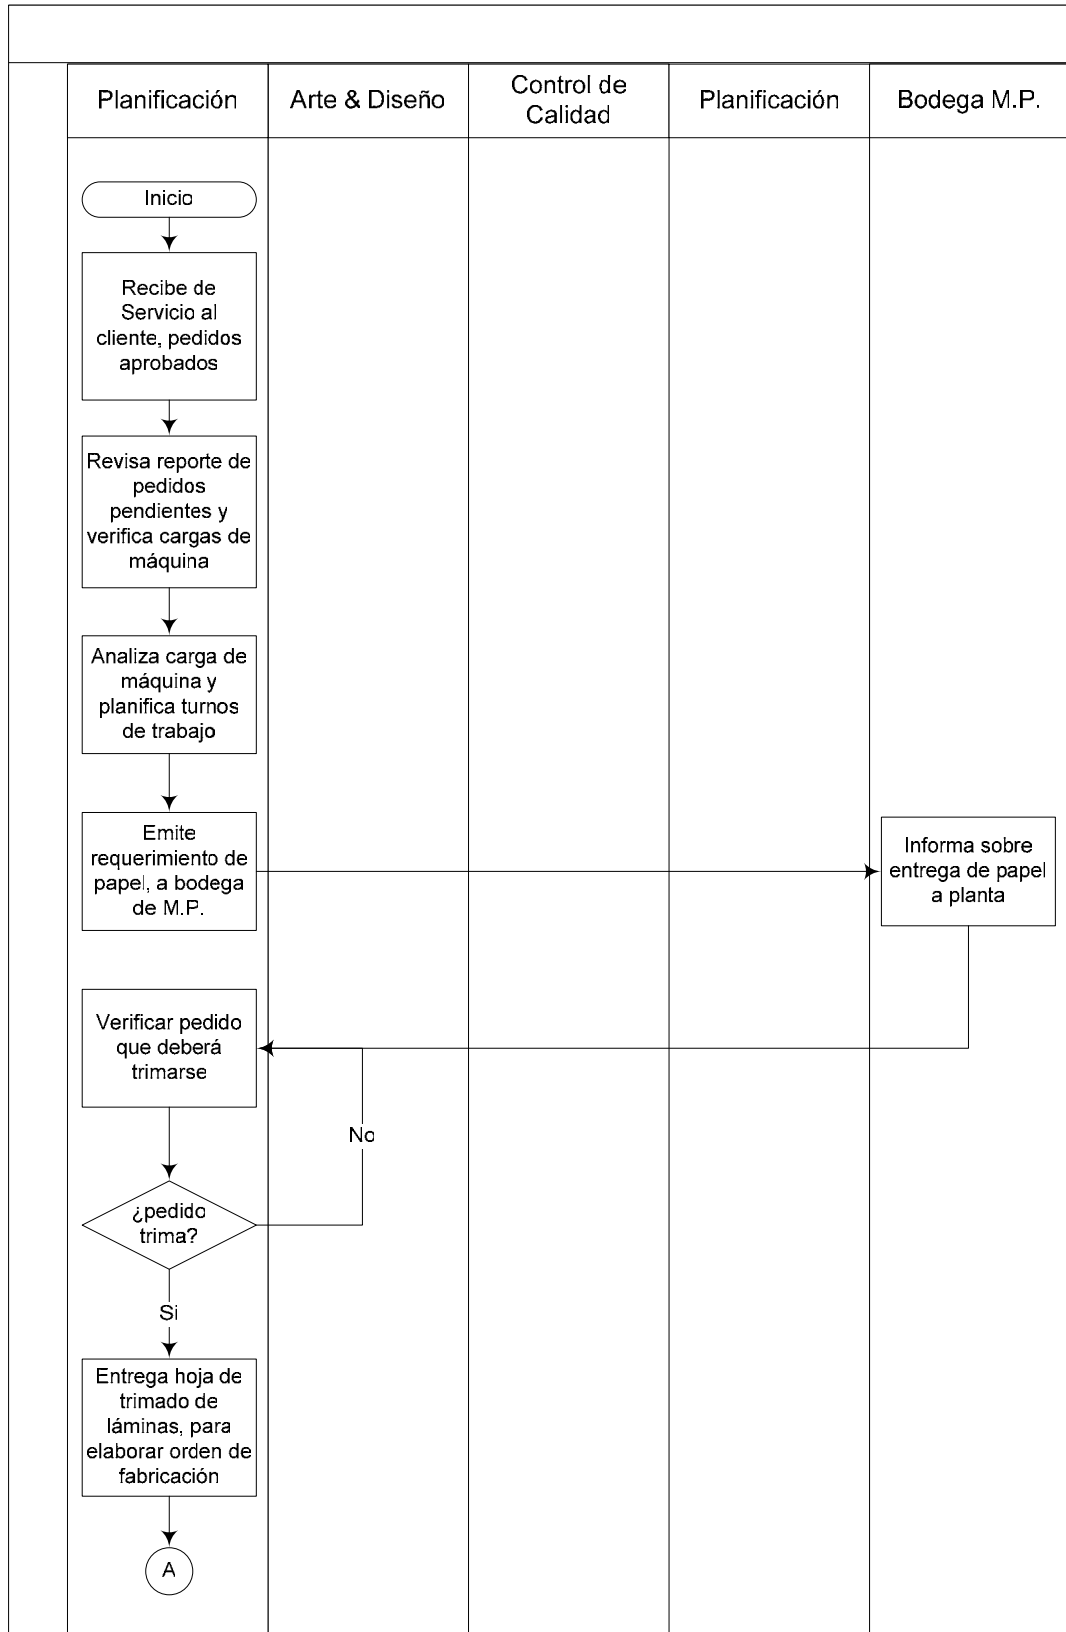 Planificación
Arte & Diseño
Control de
Calidad
Planificación
Bodega M.P.
Inicio
Recibe de
Servicio al
cliente, pedidos
aprobados
Revisa reporte de
pedidos
pendientes y
verifica cargas de
máquina
Analiza carga de
máquina y
planifica turnos
de trabajo
Emite
requerimiento de
papel, a bodega
de M.P.
Informa sobre
entrega de papel
a planta
Verificar pedido
que deberá
trimarse
No
¿pedido
trima?
Si
Entrega hoja de
trimado de
láminas, para
elaborar orden de
fabricación
A